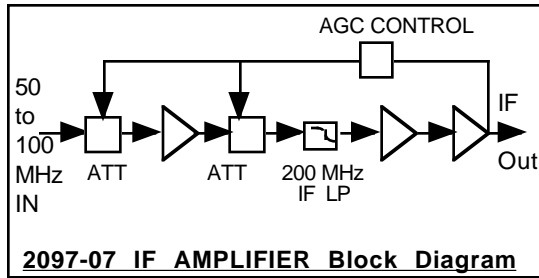 AGC CONTROL
50
to
100
MHz
IN
ATT
ATT
200 MHz
IF LP
IF
Out
2097-07 IF AMPLIFIER Block Diagram